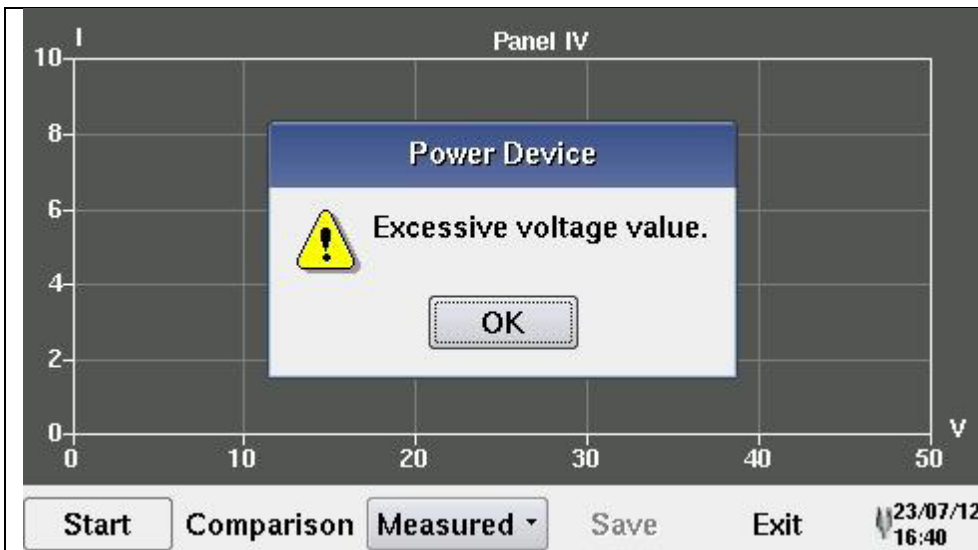 I
Panel IV
10
8
6
4
2
0
Power Device
Excessive voltage value.
OK
0 10 20 30 40 50
V
Start Comparison Measured Save Exit 23/07/12
16:40